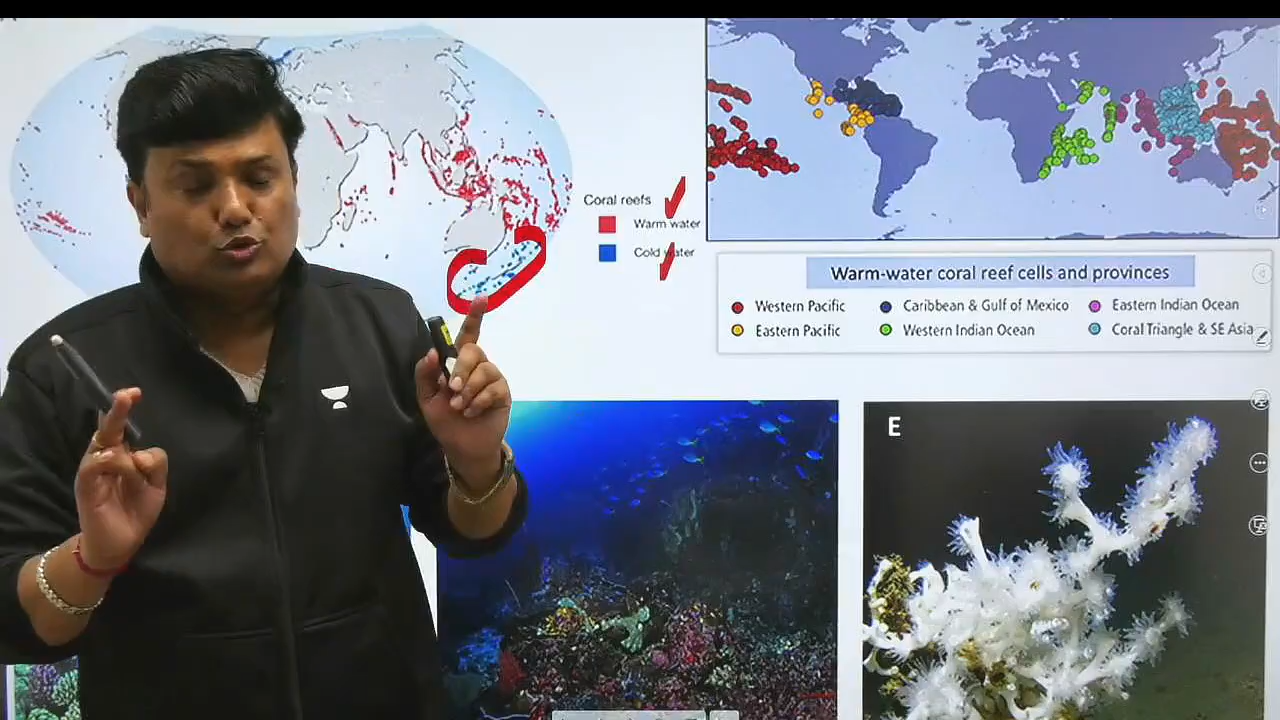 Coral reefs
Warm water
Cold water
Warm-water coral reef cells and provinces
Western Pacific
Caribbean & Gulf of Mexico
Eastern Indian Ocean
Eastern Pacific
Western Indian Ocean
Coral Triangle & SE Asia
E